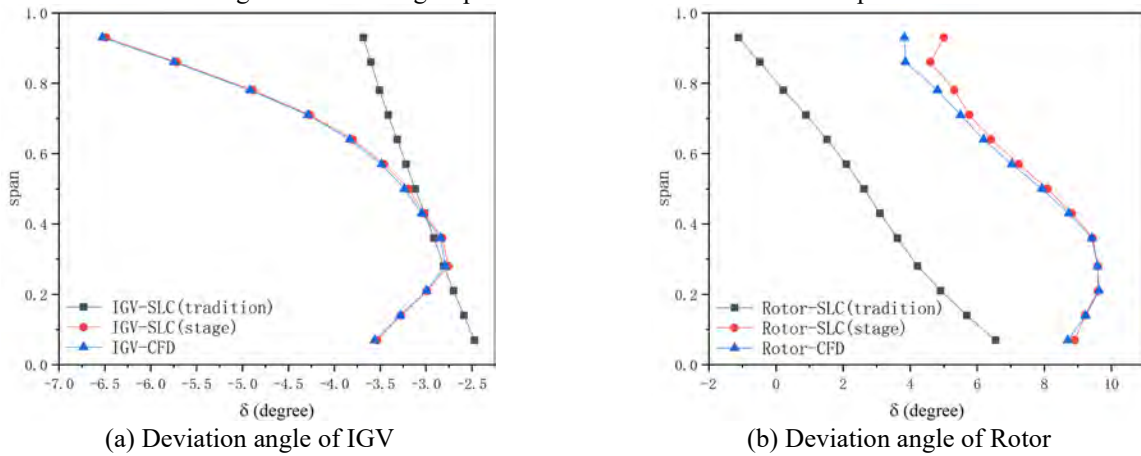 1.0
0.8
0.6
0.4
0.2
0.0
span
IGV-SLC(tradition)
IGV-SLC(stage)
IGV-CFD
-7.0 -6.5 -6.0 -5.5 -5.0 -4.5 -4.0 -3.5 -3.0 -2.5
δ (degree)
(a) Deviation angle of IGV
1.0
0.8
0.6
0.4
0.2
0.0
span
Rotor-SLC(tradition)
Rotor-SLC(stage)
Rotor-CFD
-2 0 2 4 6 8 10
δ (degree)
(b) Deviation angle of Rotor